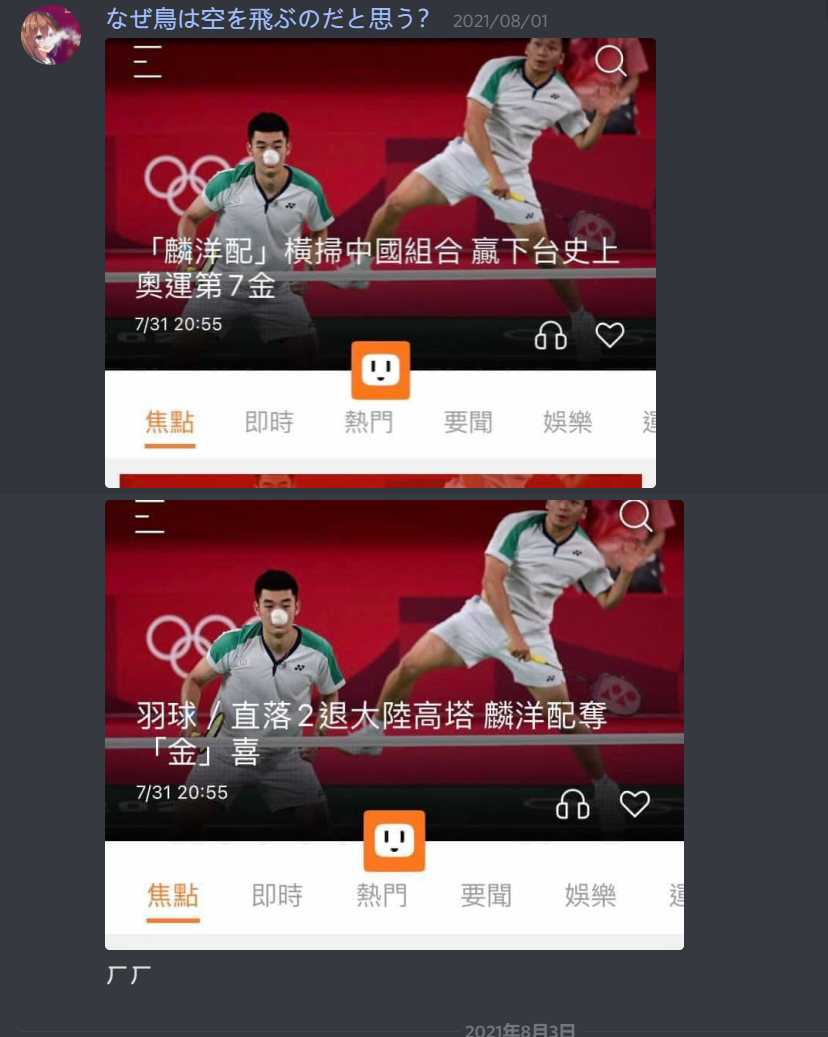 なぜ鳥は空を飛ぶのだと思う? 2021/08/01
「麟洋配」橫掃中國組合 贏下台史上
奧運第7金
7/31 20:55
焦點 即時 熱門 要聞 娛樂
羽球/直落2退大陸高塔 麟洋配奪
「金」喜
7/31 20:55
焦點 即時 熱門 要聞 娛樂
ㄏㄏ
2021年8月3日